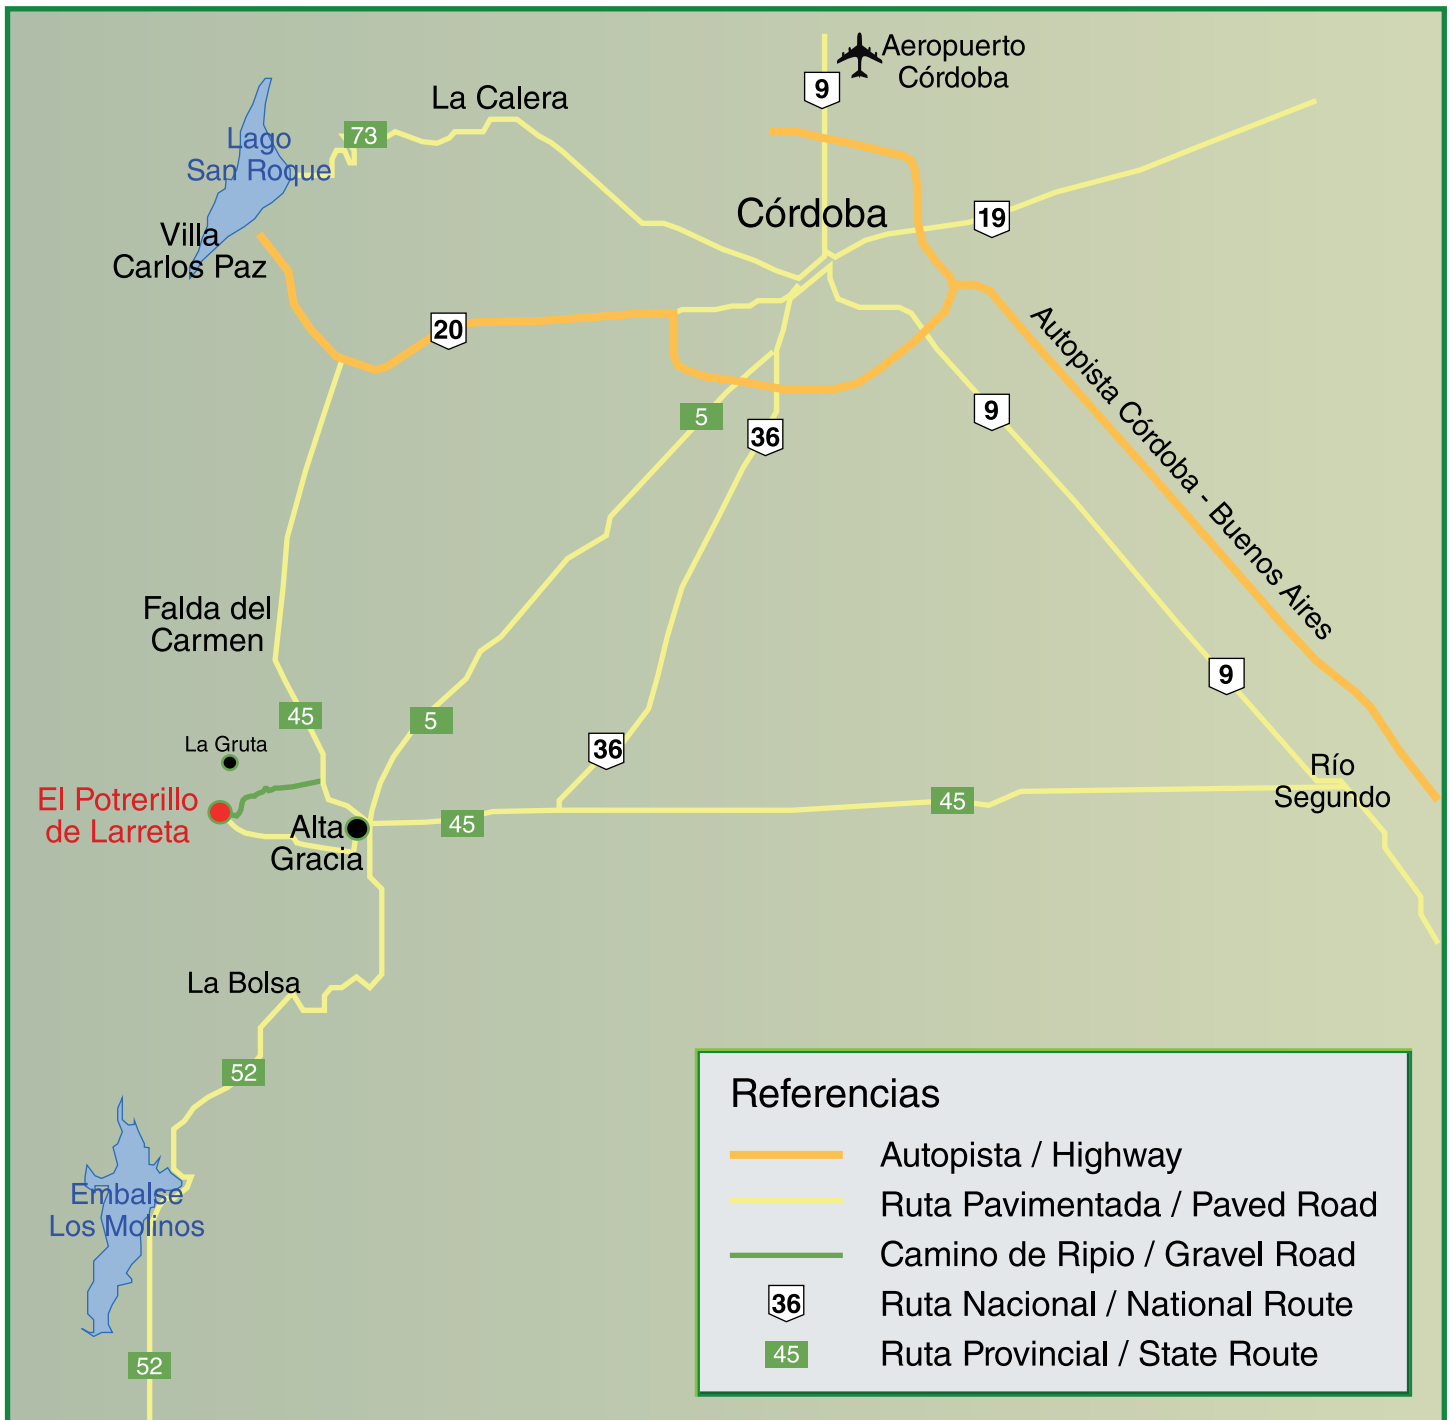 Aeropuerto
Córdoba
9
La Calera
73
Lago
San Roque
Córdoba
19
Villa
Carlos Paz
20
Autopista Córdoba - Buenos Aires
5
9
36
Falda del
Carmen
9
45
5
La Gruta
36
Río
Segundo
El Potrerillo
de Larreta
45
45
Alta
Gracia
La Bolsa
52
Embalse
Los Molinos
52
Referencias
Autopista / Highway
Ruta Pavimentada / Paved Road
Camino de Ripio / Gravel Road
36 Ruta Nacional / National Route
45 Ruta Provincial / State Route